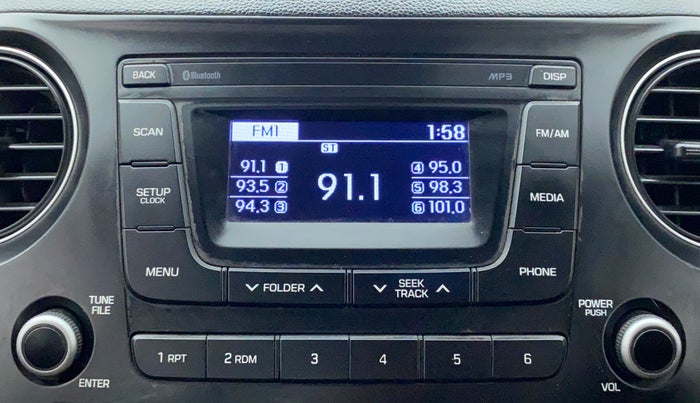 BACK Bluetooth MP3 DISP
SCAN FM1 1:58 FM/AM
ST
91.1 1 4 95.0
93.5 2 91.1 5 98.3
94.3 3 6 101.0
SETUP MEDIA
CLOCK
MENU FOLDER SEEK PHONE
TRACK
TUNE POWER
FILE PUSH
1 RPT 2 RDM 3 4 5 6
ENTER VOL